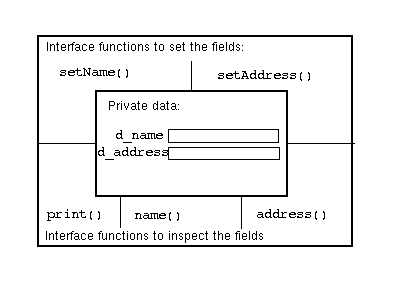 Interface functions to set the fields:
setName() setAddress()
Private data:
d_name
d_address
print() name() address()
Interface functions to inspect the fields